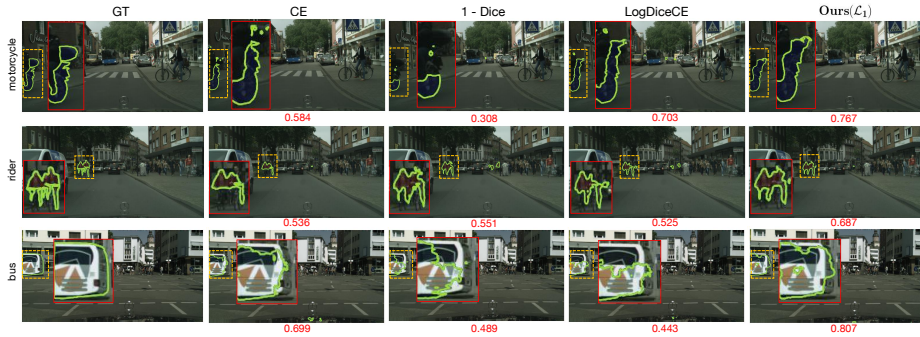 GT CE 1 - Dice LogDiceCE Ours(ℒ₁)
motorcycle
0.584 0.308 0.703 0.767
rider
0.536 0.551 0.525 0.687
bus
0.699 0.489 0.443 0.807